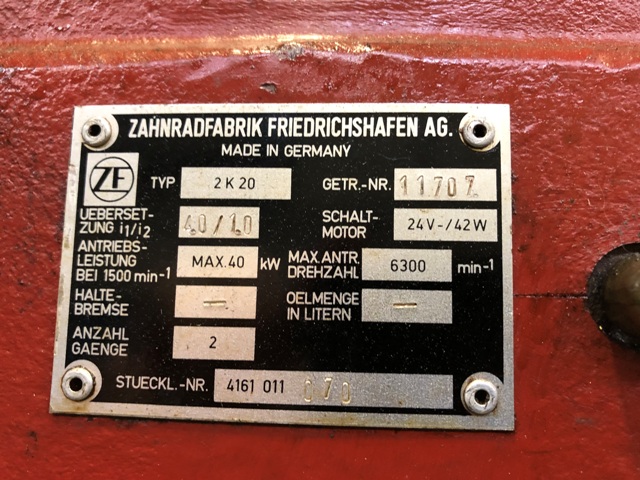 ZAHNRADFABRIK FRIEDRICHSHAFEN AG.
MADE IN GERMANY
ZF
TYP 2 K 20 GETR.-NR. 11707
UEBERSET-
ZUNG i1/i2 4.0/1.0
SCHALT-
MOTOR 24V-/42W
ANTRIEBS-
LEISTUNG
BEI 1500 min-1 MAX.40 kW
MAX.ANTR.
DREHZAHL 6300 min-1
HALTE-
BREMSE –
OELMENGE
IN LITERN –
ANZAHL
GAENGE 2
STUECKL.-NR. 4161 011 070